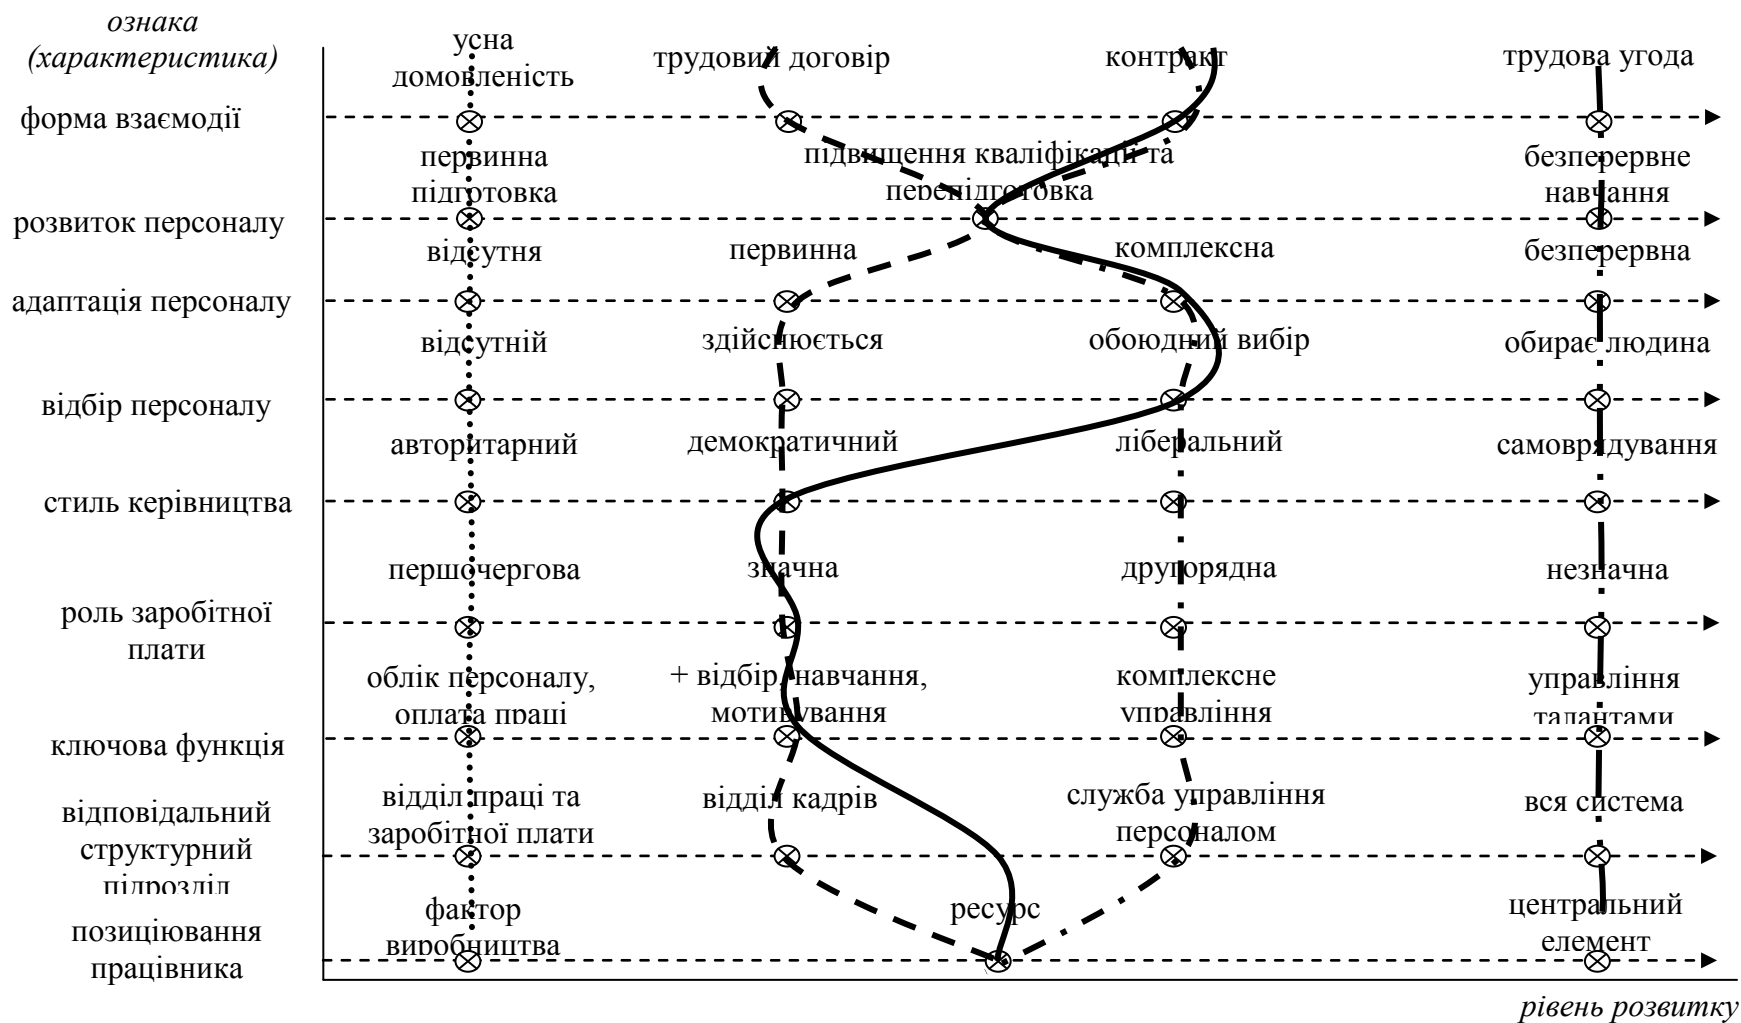 ознака
(характеристика)
усна
домовленість
трудовий договір
контракт
трудова угода
форма взаємодії
первинна
підготовка
підвищення кваліфікації та
перепідготовка
безперервне
навчання
розвиток персоналу
відсутня
первинна
комплексна
безперервна
адаптація персоналу
відсутній
здійснюється
обоюдний вибір
обирає людина
відбір персоналу
авторитарний
демократичний
ліберальний
самоврядування
стиль керівництва
першочергова
значна
другорядна
незначна
роль заробітної
плати
облік персоналу,
оплата праці
+ відбір, навчання,
мотивування
комплексне
управління
управління
талантами
ключова функція
відділ праці та
заробітної плати
відділ кадрів
служба управління
персоналом
вся система
відповідальний
структурний
підрозділ
фактор
виробництва
ресурс
центральний
елемент
позиціювання
працівника
рівень розвитку